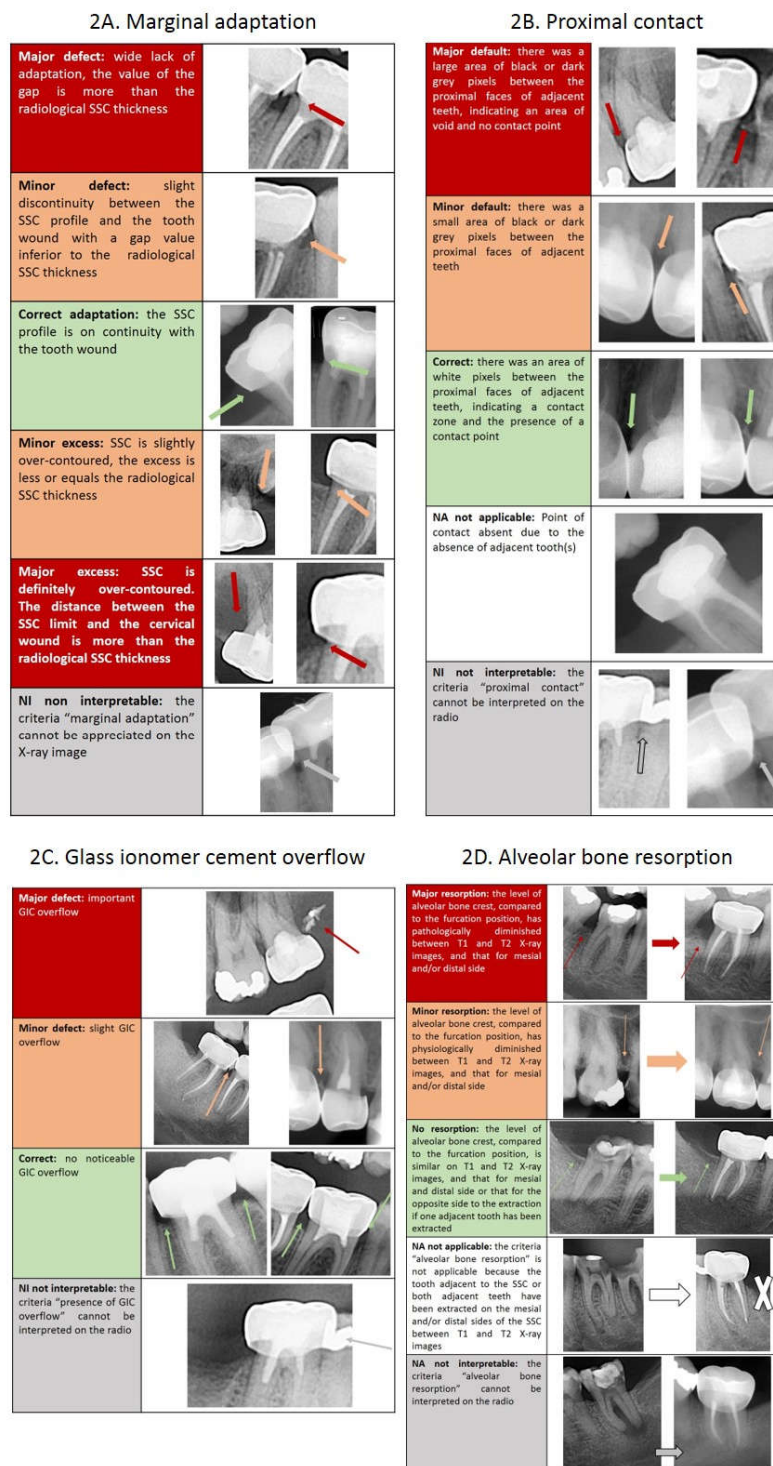 2A. Marginal adaptation
Major defect: wide lack of
adaptation, the value of the
gap is more than the
radiological SSC thickness
Minor defect: slight
discontinuity between the
SSC profile and the tooth
wound with a gap value
inferior to the radiological
SSC thickness
Correct adaptation: the SSC
profile is on continuity with
the tooth wound
Minor excess: SSC is slightly
over-contoured, the excess is
less or equals the radiological
SSC thickness
Major excess: SSC is
definitely over-contoured.
The distance between the
SSC limit and the cervical
wound is more than the
radiological SSC thickness
NI non interpretable: the
criteria “marginal adaptation”
cannot be appreciated on the
X-ray image
2B. Proximal contact
Major default: there was a
large area of black or dark
grey pixels between the
proximal faces of adjacent
teeth, indicating an area of
void and no contact point
Minor default: there was a
small area of black or dark
grey pixels between the
proximal faces of adjacent
teeth
Correct: there was an area of
white pixels between the
proximal faces of adjacent
teeth, indicating a contact
zone and the presence of a
contact point
NA not applicable: Point of
contact absent due to the
absence of adjacent tooth(s)
NI not interpretable: the
criteria “proximal contact”
cannot be interpreted on the
radio
2C. Glass ionomer cement overflow
Major defect: important
GIC overflow
Minor defect: slight GIC
overflow
Correct: no noticeable
GIC overflow
NI not interpretable: the
criteria “presence of GIC
overflow” cannot be
interpreted on the radio
2D. Alveolar bone resorption
Major resorption: the level of
alveolar bone crest, compared
to the furcation position, has
pathologically diminished
between T1 and T2 X-ray
images, and that for mesial
and/or distal side
Minor resorption: the level of
alveolar bone crest, compared
to the furcation position, has
physiologically diminished
between T1 and T2 X-ray
images, and that for mesial
and/or distal side
No resorption: the level of
alveolar bone crest, compared
to the furcation position, is
similar on T1 and T2 X-ray
images, and that for mesial
and distal side or that for the
opposite side to the extraction
if one adjacent tooth has been
extracted
NA not applicable: the criteria
“alveolar bone resorption” is
not applicable because the
tooth adjacent to the SSC or
both adjacent teeth have
been extracted on the mesial
and/or distal sides of the SSC
between T1 and T2 X-ray
images
X
NA not interpretable: the
criteria “alveolar bone
resorption” cannot be
interpreted on the radio